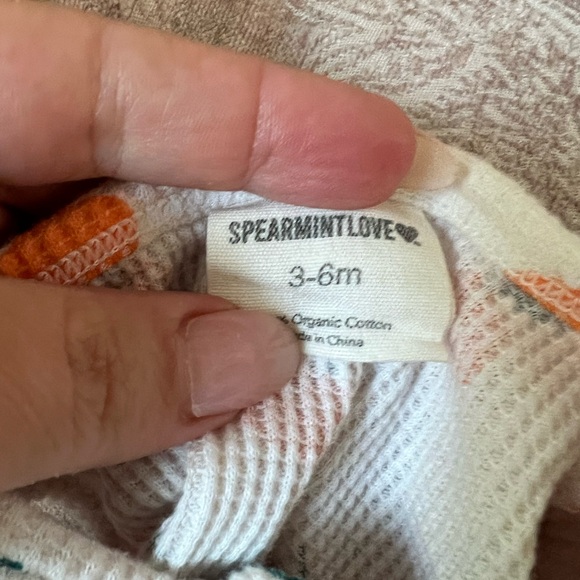 SPEARMINTLOVE
3-6m
% Organic Cotton
in China